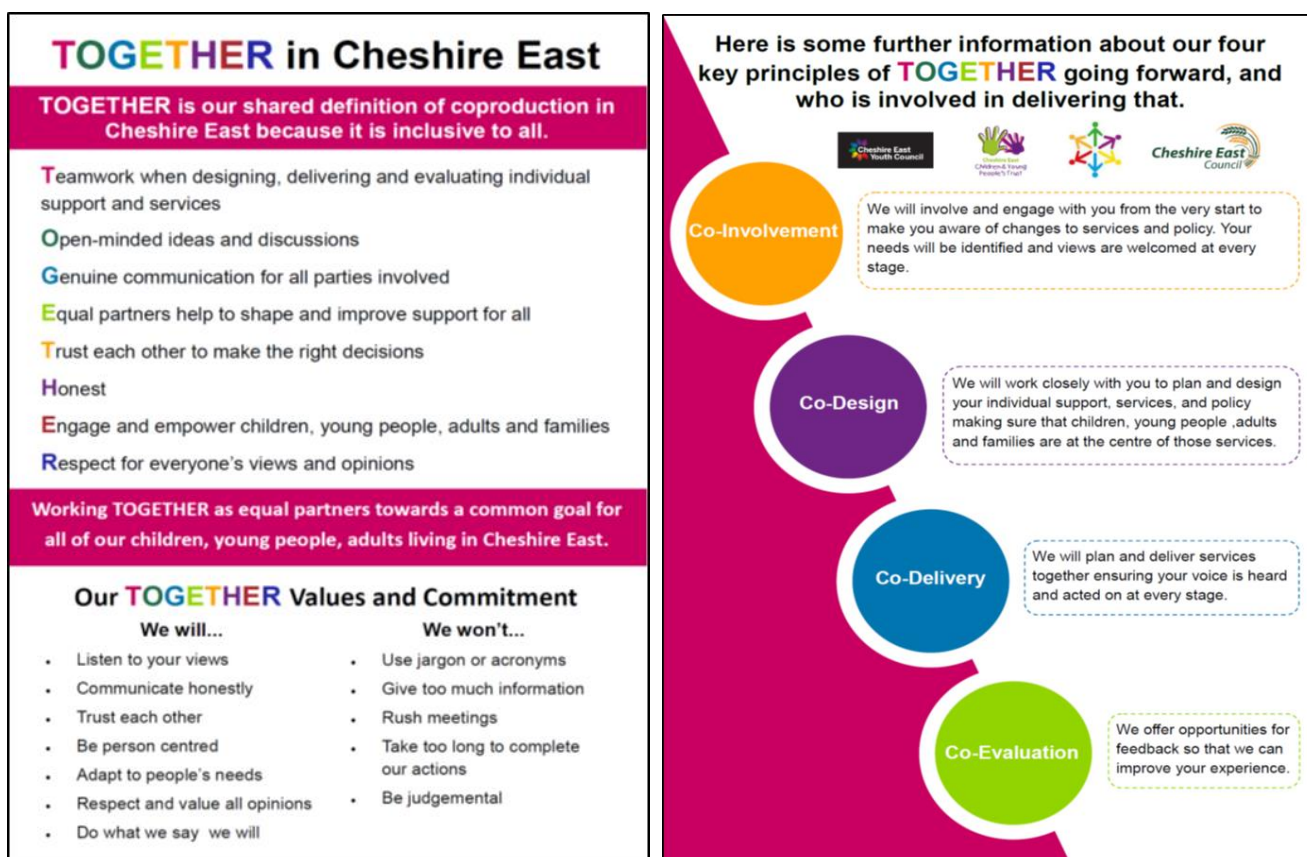 TOGETHER in Cheshire East
TOGETHER is our shared definition of coproduction in
Cheshire East because it is inclusive to all.
Teamwork when designing, delivering and evaluating individual
support and services
Open-minded ideas and discussions
Genuine communication for all parties involved
Equal partners help to shape and improve support for all
Trust each other to make the right decisions
Honest
Engage and empower children, young people, adults and families
Respect for everyone's views and opinions
Working TOGETHER as equal partners towards a common goal for
all of our children, young people, adults living in Cheshire East.
Our TOGETHER Values and Commitment
We will...
Listen to your views
Communicate honestly
Trust each other
Be person centred
Adapt to people's needs
Respect and value all opinions
Do what we say we will
We won't...
Use jargon or acronyms
Give too much information
Rush meetings
Take too long to complete
our actions
Be judgemental
Here is some further information about our four
key principles of TOGETHER going forward, and
who is involved in delivering that.
Cheshire East
Youth Council
Cheshire East
Children & Young
People's Trust
Cheshire East
Council
Co-Involvement
We will involve and engage with you from the very start to
make you aware of changes to services and policy. Your
needs will be identified and views are welcomed at every
stage.
Co-Design
We will work closely with you to plan and design
your individual support, services, and policy
making sure that children, young people ,adults
and families are at the centre of those services.
Co-Delivery
We will plan and deliver services
together ensuring your voice is heard
and acted on at every stage.
Co-Evaluation
We offer opportunities for
feedback so that we can
improve your experience.